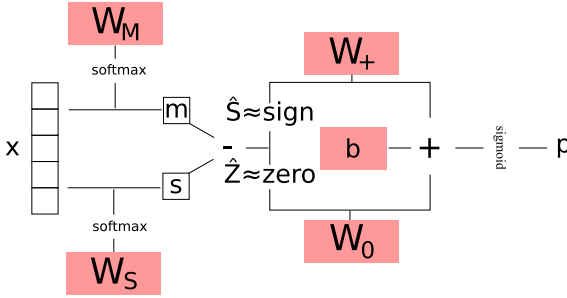 W_M
softmax
x
m
s
softmax
W_S
-
Ŝ≈sign
Ẑ≈zero
W_+
b
W_0
+
sigmoid
p